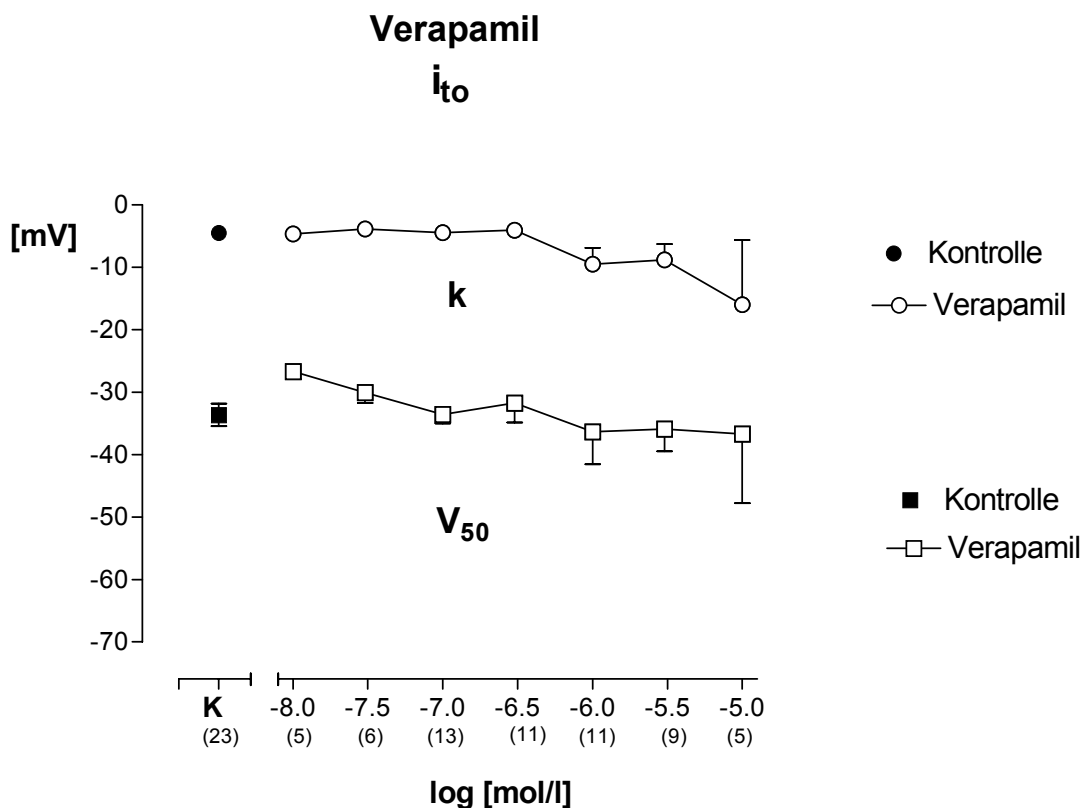 Verapamil
i_to
[mV]
0
-10
-20
-30
-40
-50
-60
-70
k
V_50
Kontrolle
Verapamil
Kontrolle
Verapamil
K -8.0 -7.5 -7.0 -6.5 -6.0 -5.5 -5.0
(23) (5) (6) (13) (11) (11) (9) (5)
log [mol/l]